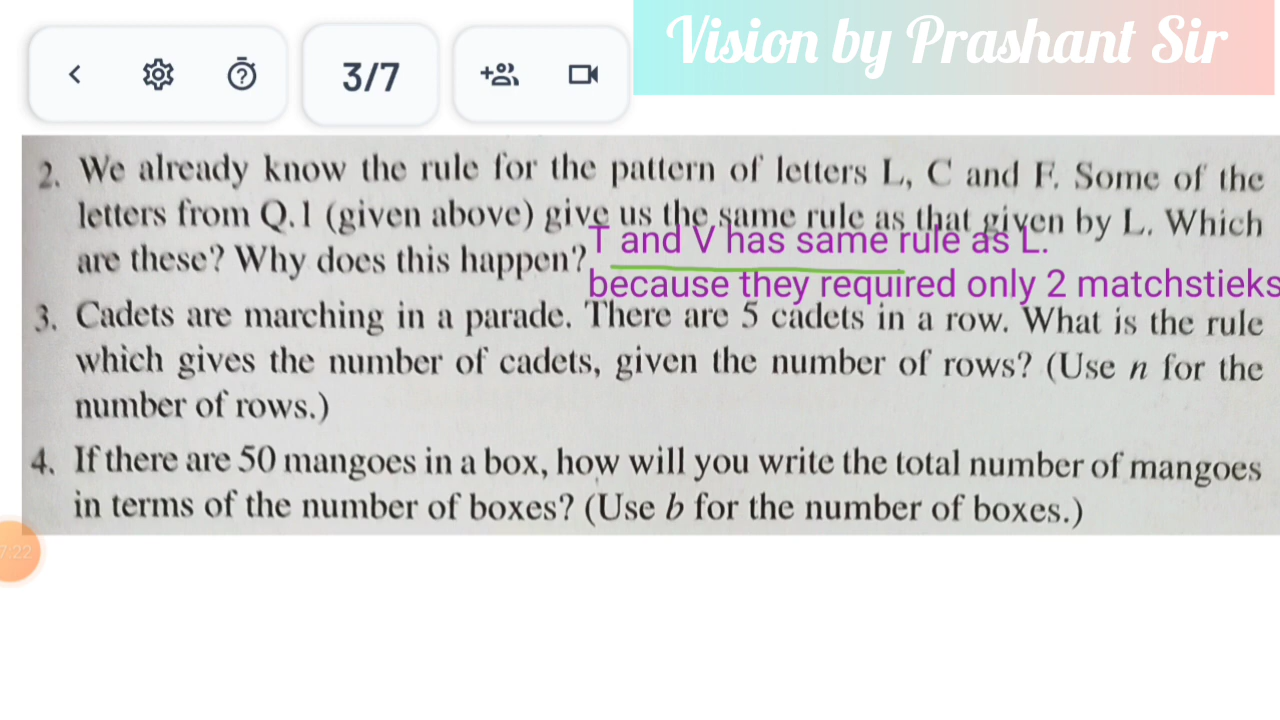 Vision by Prashant Sir
3/7
2. We already know the rule for the pattern of letters L, C and F. Some of the
letters from Q.1 (given above) give us the same rule as that given by L. Which
are these? Why does this happen?
T and V has same rule as L.
because they required only 2 matchstieks
3. Cadets are marching in a parade. There are 5 cadets in a row. What is the rule
which gives the number of cadets, given the number of rows? (Use n for the
number of rows.)
4. If there are 50 mangoes in a box, how will you write the total number of mangoes
in terms of the number of boxes? (Use b for the number of boxes.)
7:22